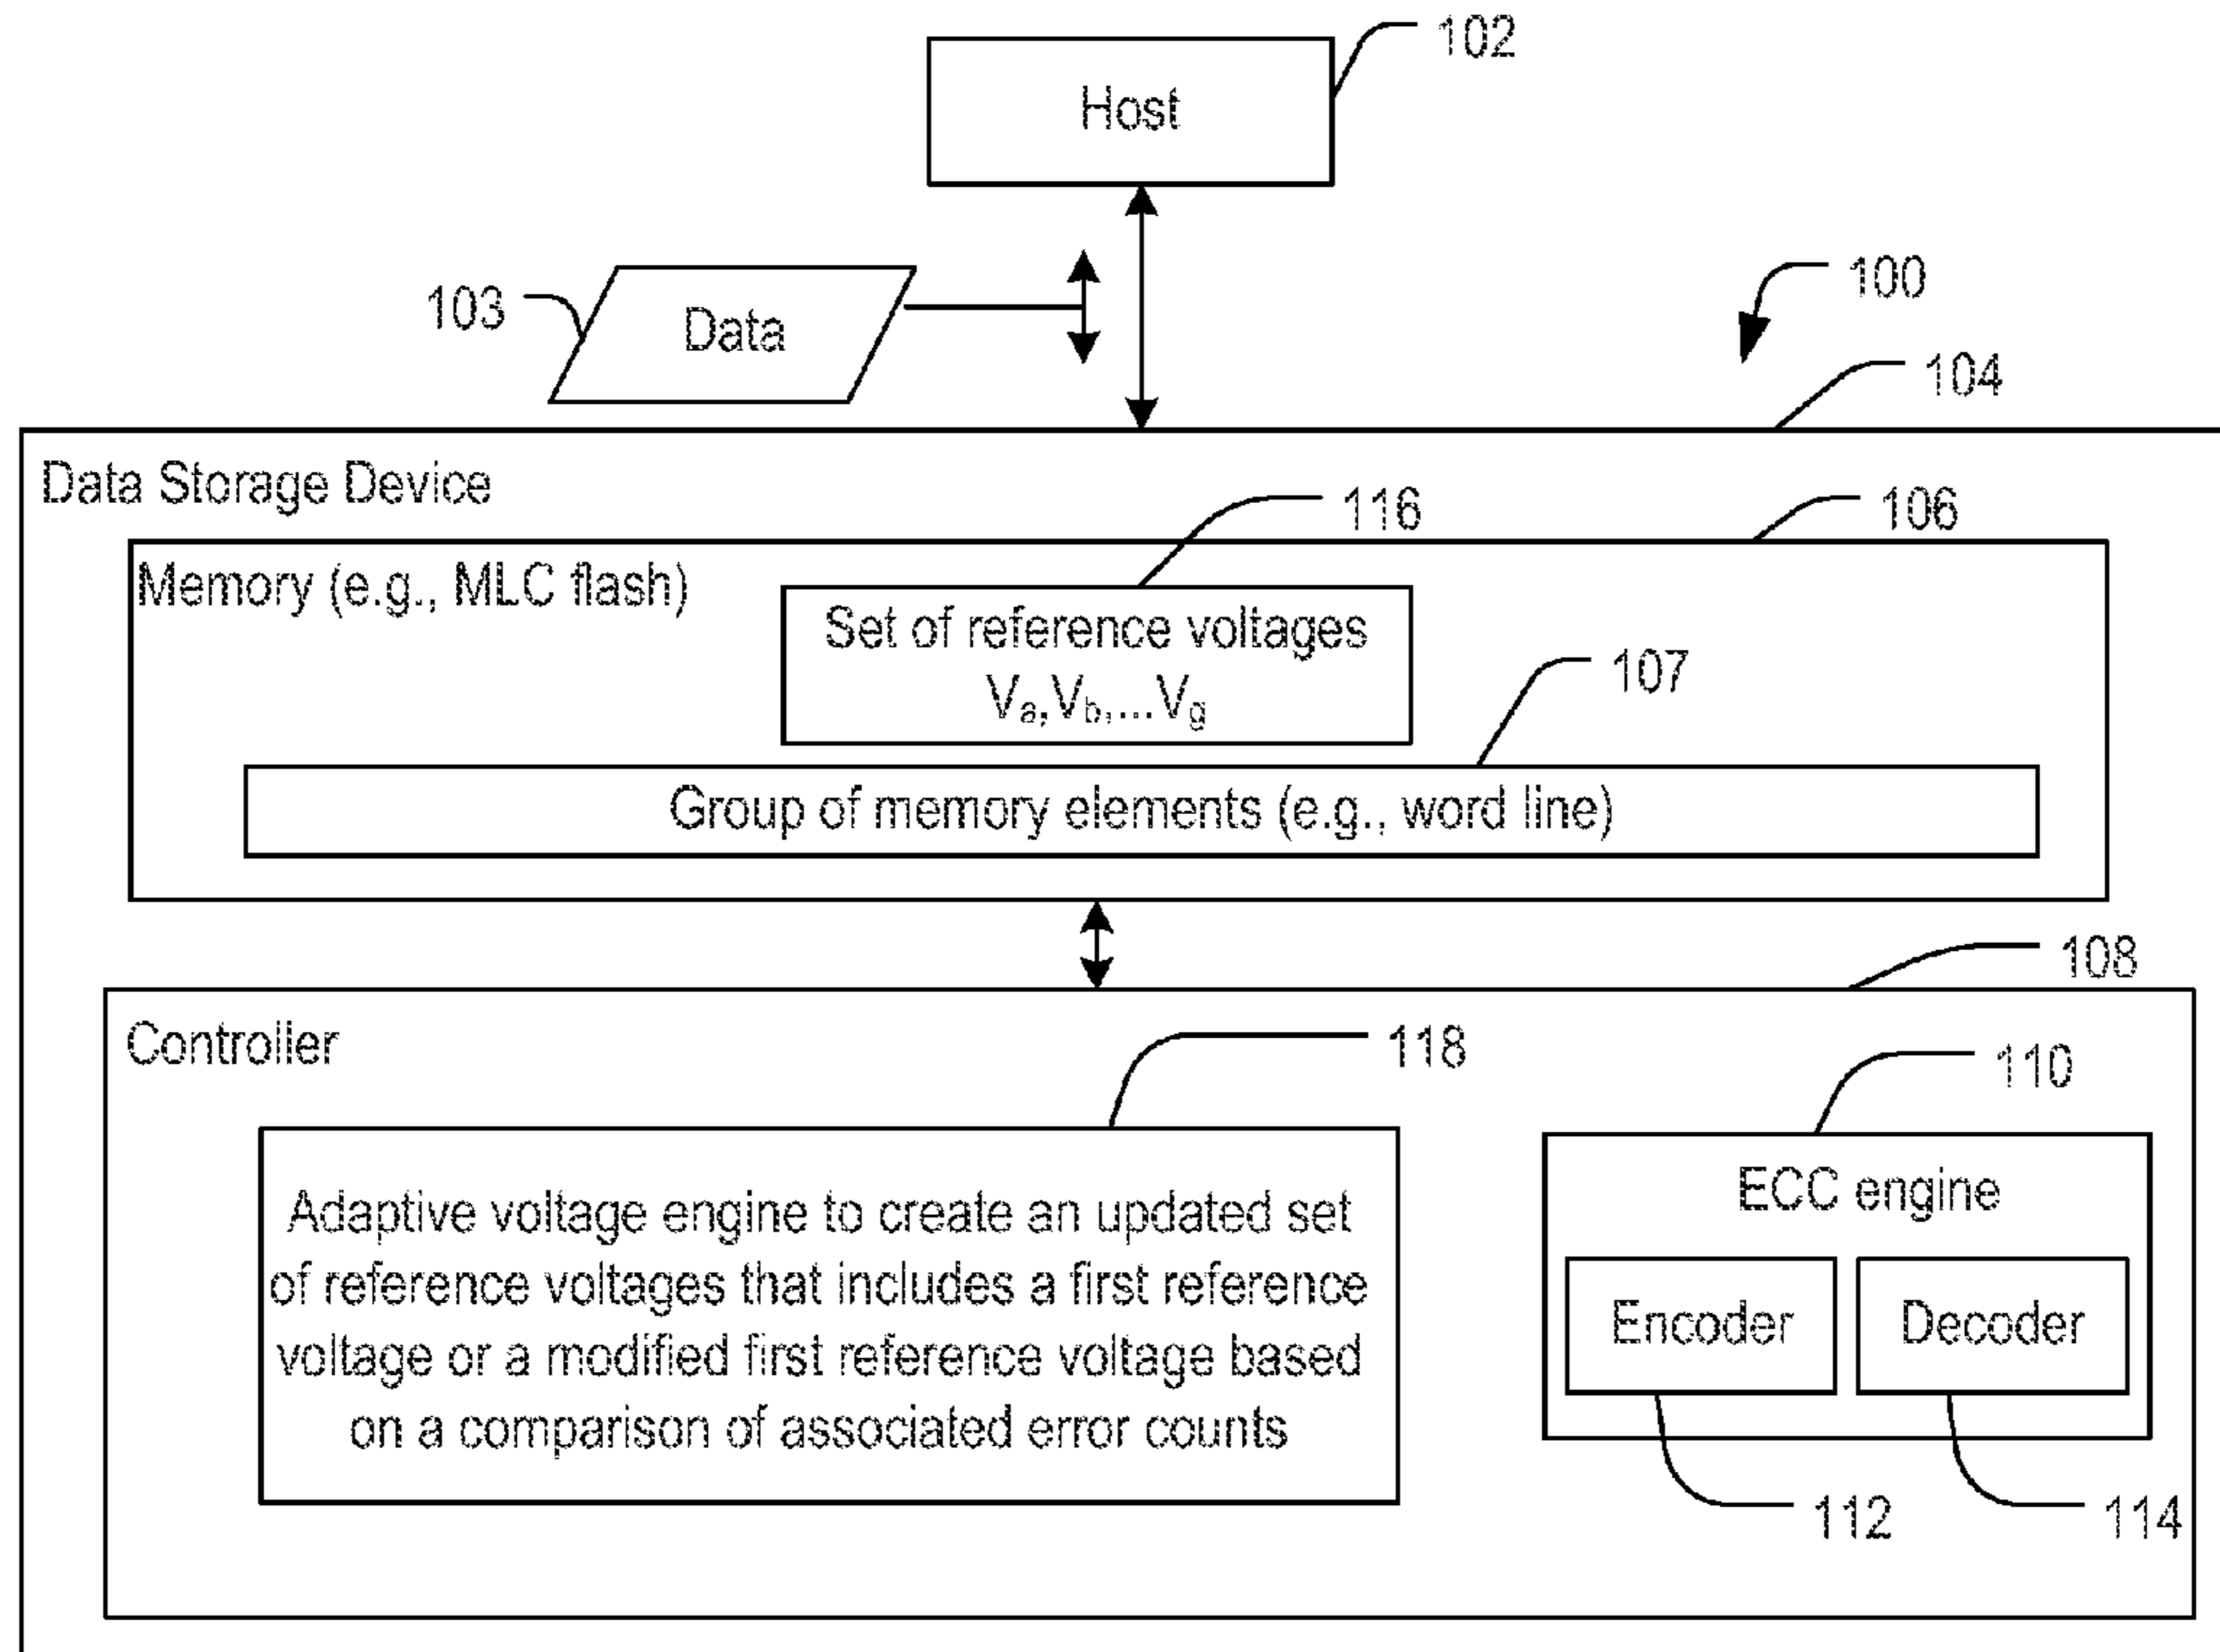 102
Host
100
103
Data
104
Data Storage Device
116
106
Memory (e.g., MLC flash)
Set of reference voltages
Va,Vb,...Vg
107
Group of memory elements (e.g., word line)
108
Controller
118
110
Adaptive voltage engine to create an updated set
of reference voltages that includes a first reference
voltage or a modified first reference voltage based
on a comparison of associated error counts
ECC engine
Encoder
Decoder
112
114